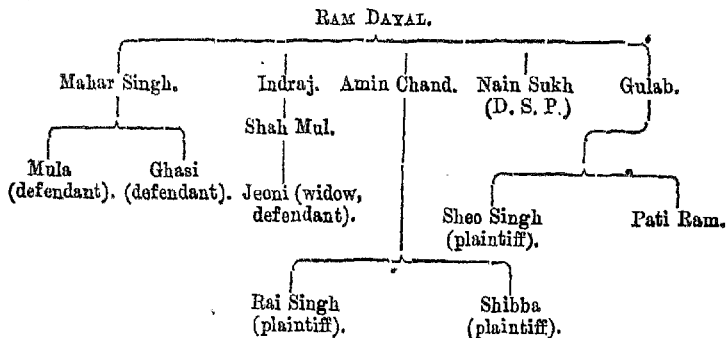 RAM DAYAL.
Mahar Singh. Indraj. Amin Chand. Nain Sukh Gulab.
(D. S. P.)
Shah Mul.
Mula Ghasi
(defendant). (defendant). Jeoni (widow,
defendant).
Sheo Singh Pati Ram.
(plaintiff).
Rai Singh Shibba
(plaintiff). (plaintiff).